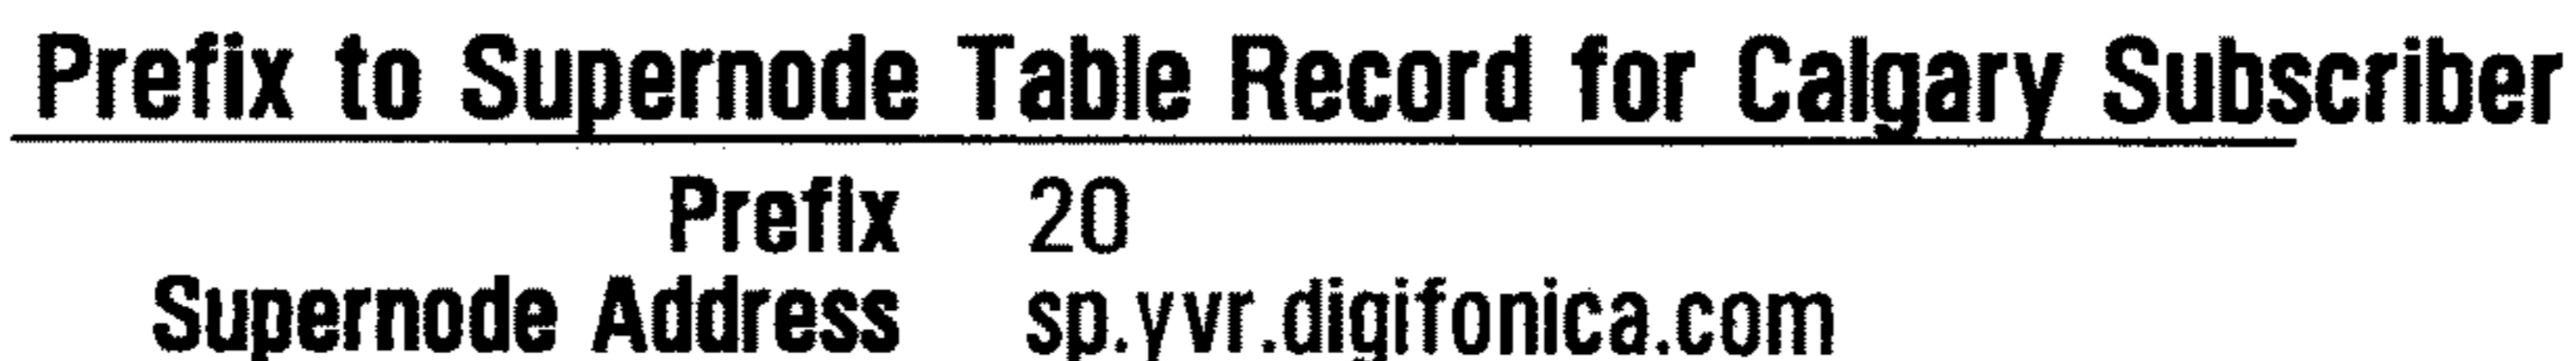 Prefix to Supernode Table Record for Calgary Subscriber
Prefix 20
Supernode Address sp.yvr.digifonica.com